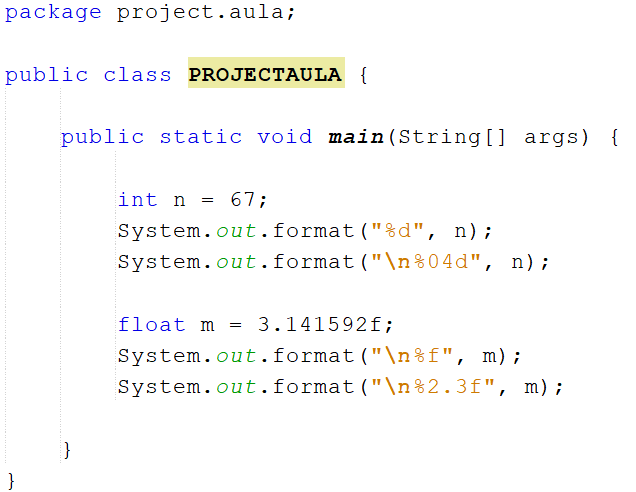 package project.aula;
public class PROJECTAULA {
public static void main(String[] args) {
int n = 67;
System.out.format("%d", n);
System.out.format("\n%04d", n);
float m = 3.141592f;
System.out.format("\n%f", m);
System.out.format("\n%2.3f", m);
}
}